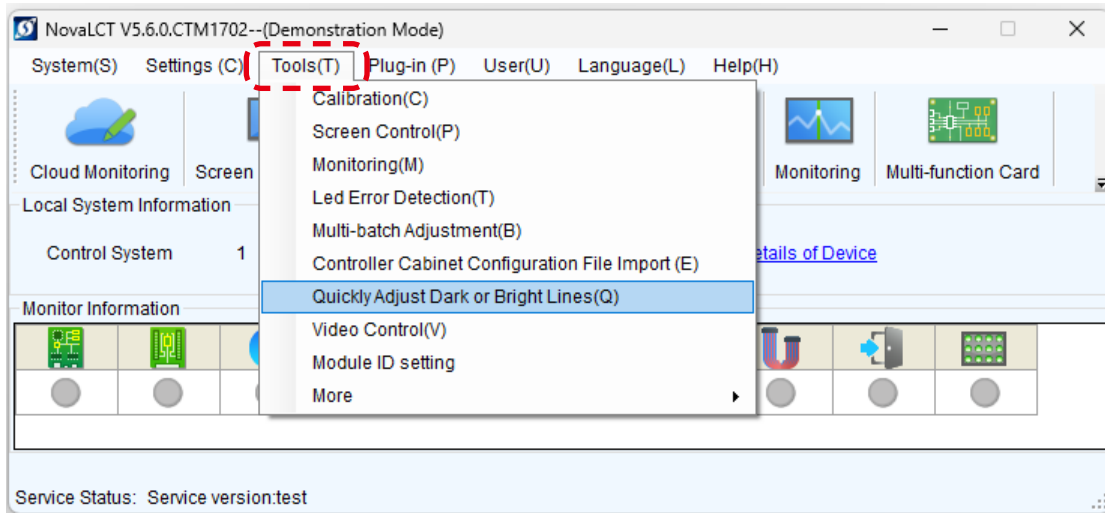 NovaLCT V5.6.0.CTM1702--(Demonstration Mode)
System(S) Settings (C) Tools(T) Plug-in (P) User(U) Language(L) Help(H)
Calibration(C)
Screen Control(P)
Monitoring(M)
Led Error Detection(T)
Multi-batch Adjustment(B)
Controller Cabinet Configuration File Import (E)
Quickly Adjust Dark or Bright Lines(Q)
Video Control(V)
Module ID setting
More
Cloud Monitoring Screen Monitoring Multi-function Card
Local System Information
Control System 1 of Device
Monitor Information
Service Status: Service version:test